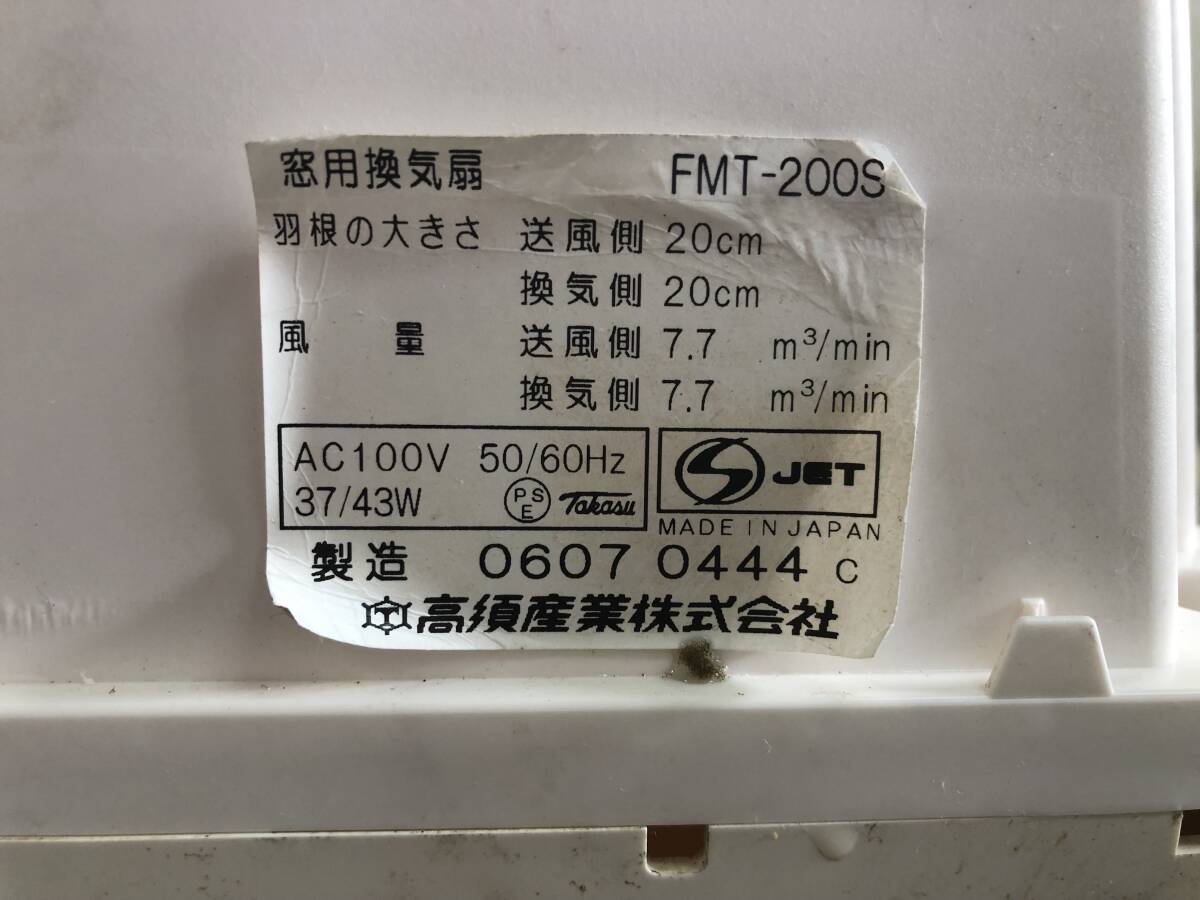 窓用換気扇 FMT-200S
羽根の大きさ 送風側 20cm
換気側 20cm
風量 送風側 7.7 m³/min
換気側 7.7 m³/min
AC100V 50/60Hz
37/43W PSE Takasu
S JET
MADE IN JAPAN
製造 0607 0444 C
高須産業株式会社